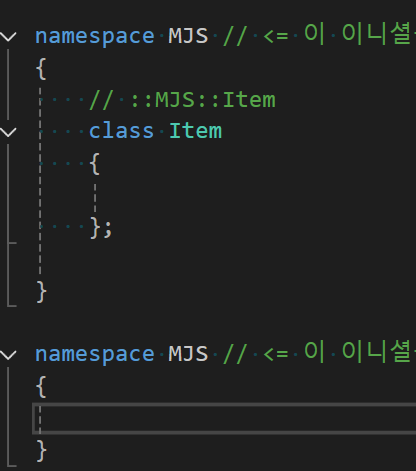 namespace MJS // <= 이 이니셜
{
// ::MJS::Item
class Item
{
};
}
namespace MJS // <= 이 이니셜
{
}